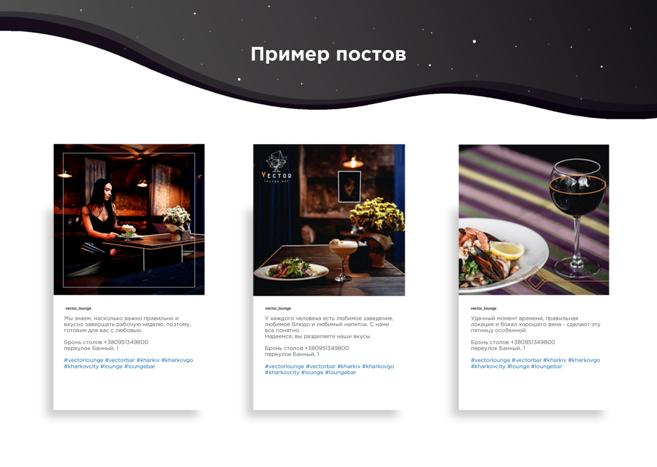 Пример постов
VECTOR
lounge bar
vector_lounge
Мы знаем, насколько важно правильно и
вкусно завершать рабочую неделю, поэтому,
готовим для вас с любовью.
Бронь столов +380951349800
переулок Банный, 1
#vectorlounge #vectorbar #kharkiv #kharkovgo
#kharkovcity #lounge #loungebar
vector_lounge
У каждого человека есть любимое заведение,
любимое блюдо и любимый напиток. С нами
все понятно.
Надеемся, вы разделяете наши вкусы.
Бронь столов +380951349800
переулок Банный, 1
#vectorlounge #vectorbar #kharkiv #kharkovgo
#kharkovcity #lounge #loungebar
vector_lounge
Удачный момент времени, правильная
локация и бокал хорошего вина - сделают эту
пятницу особенной.
Бронь столов +380951349800
переулок Банный, 1
#vectorlounge #vectorbar #kharkiv #kharkovgo
#kharkovcity #lounge #loungebar